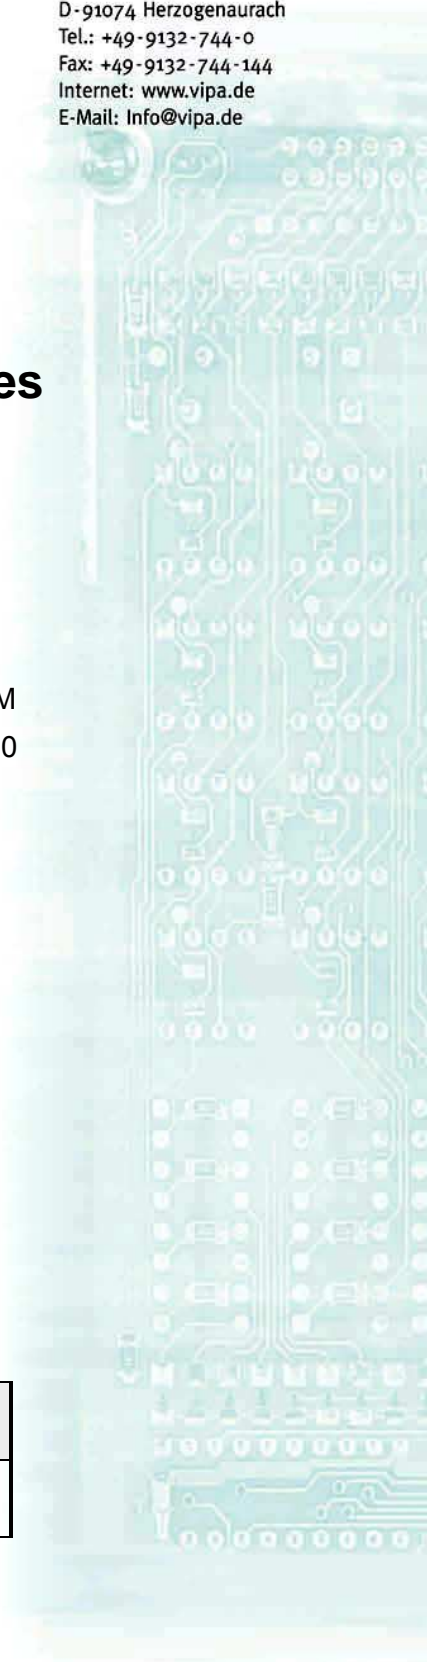 D-91074 Herzogenaurach
Tel.: +49-9132-744-0
Fax: +49-9132-744-144
Internet: www.vipa.de
E-Mail: Info@vipa.de
es
M
0